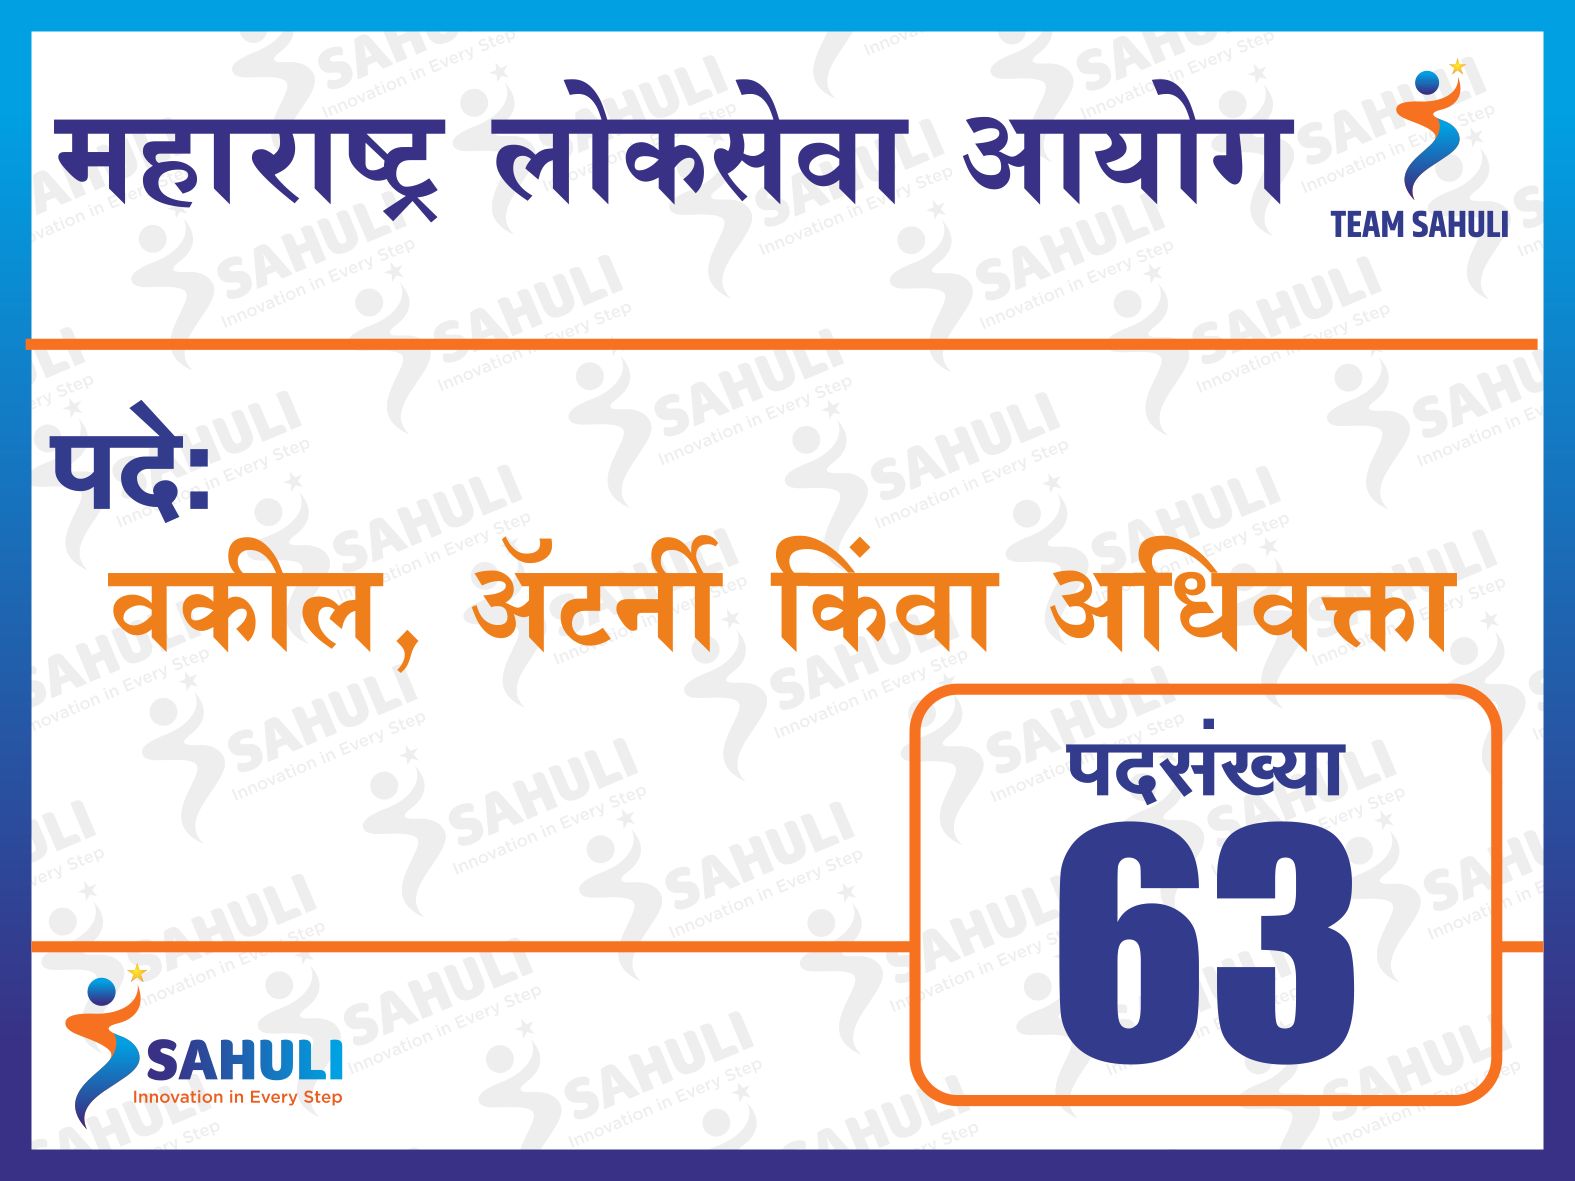 महाराष्ट्र लोकसेवा आयोग
TEAM SAHULI
पदे:
वकील, ॲटर्नी किंवा अधिवक्ता
पदसंख्या
63
SAHULI
Innovation in Every Step